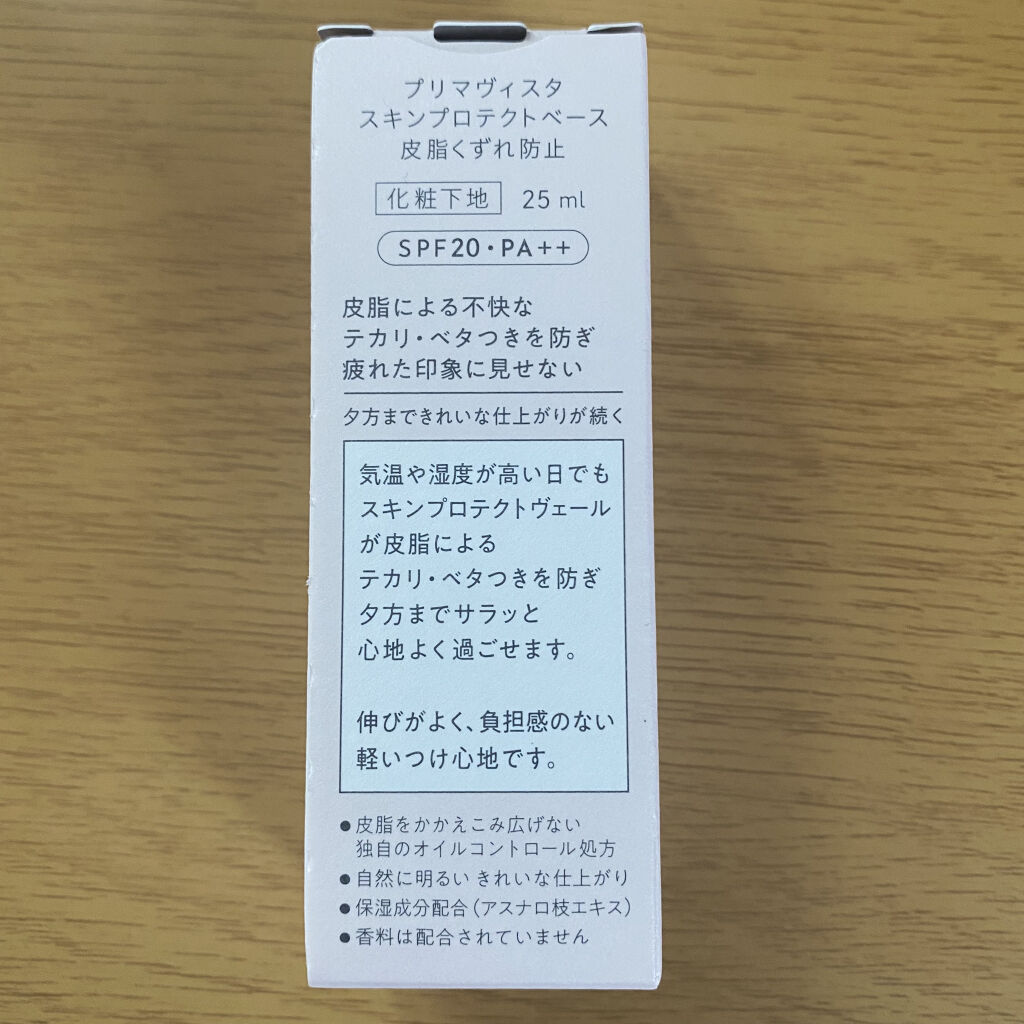 プリマヴィスタ
スキンプロテクトベース
皮脂くずれ防止
化粧下地 25 ml
SPF20・PA++
皮脂による不快な
テカリ・ベタつきを防ぎ
疲れた印象に見せない
夕方まできれいな仕上がりが続く
気温や湿度が高い日でも
スキンプロテクトヴェール
が皮脂による
テカリ・ベタつきを防ぎ
夕方までサラッと
心地よく過ごせます。
伸びがよく、負担感のない
軽いつけ心地です。
●皮脂をかかえこみ広げない
独自のオイルコントロール処方
●自然に明るい きれいな仕上がり
●保湿成分配合（アスナロ枝エキス）
●香料は配合されていません